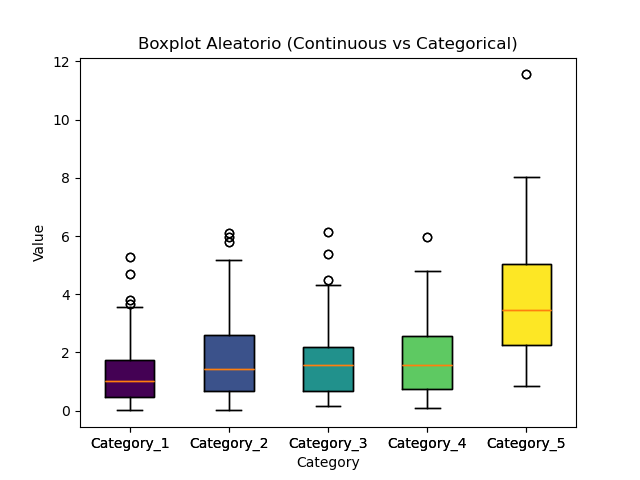 Boxplot Aleatorio (Continuous vs Categorical)
12
10
8
6
4
2
0
Value
Category_1 Category_2 Category_3 Category_4 Category_5
Category